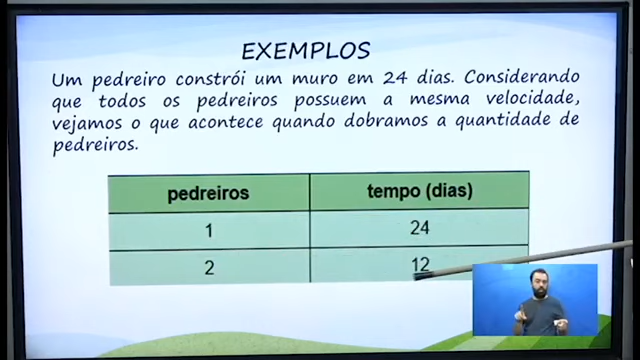 EXEMPLOS
Um pedreiro constrói um muro em 24 dias. Considerando
que todos os pedreiros possuem a mesma velocidade,
vejamos o que acontece quando dobramos a quantidade de
pedreiros.
pedreiros tempo (dias)
1 24
2 12